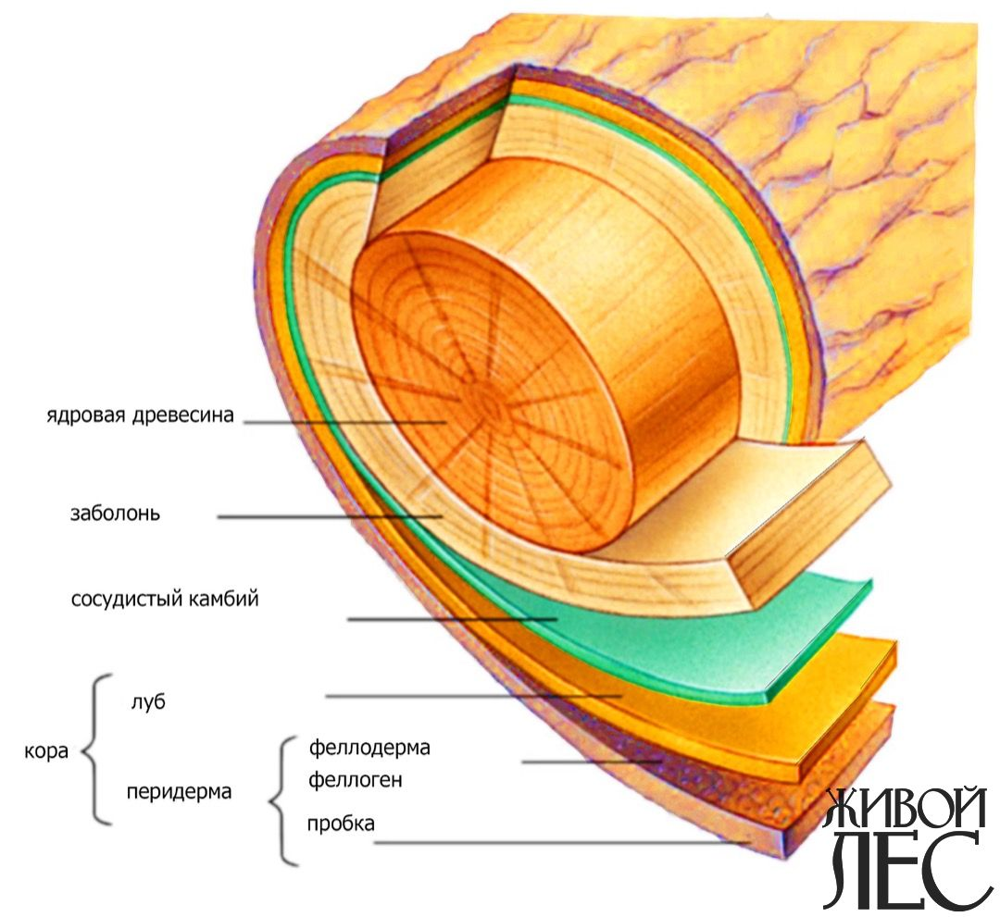 ядровая древесина
заболонь
сосудистый камбий
луб
кора
перидерма
феллодерма
феллоген
пробка
ЖИВОЙ
ЛЕС